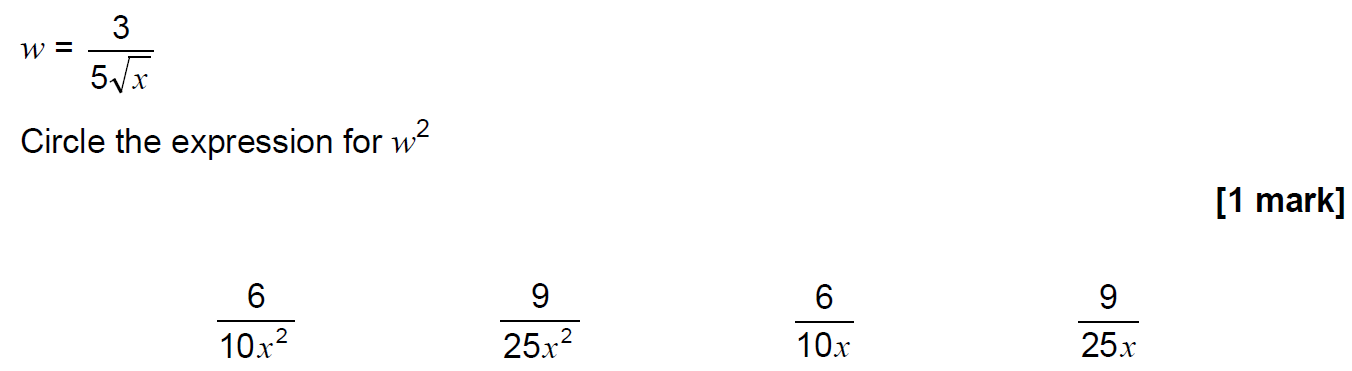 w = 3/(5√x)
Circle the expression for w²
[1 mark]
6/(10x²) 9/(25x²) 6/(10x) 9/(25x)